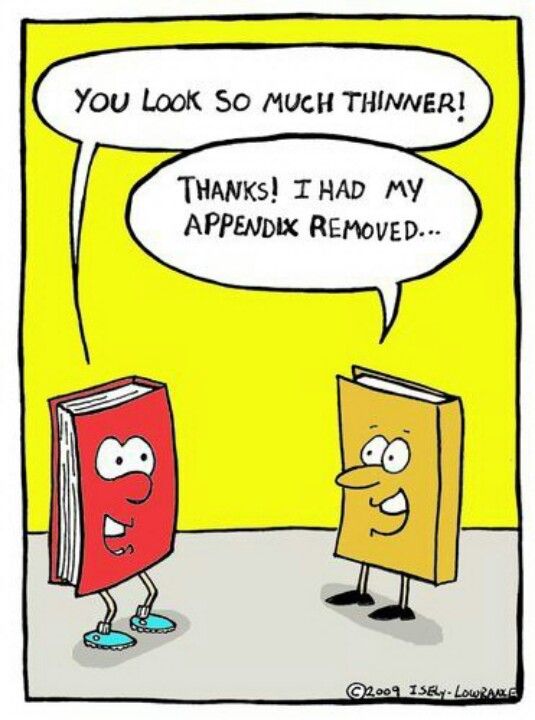 YOU LOOK SO MUCH THINNER!
THANKS! I HAD MY
APPENDIX REMOVED...
©2009 ISELY-LOWRANCE